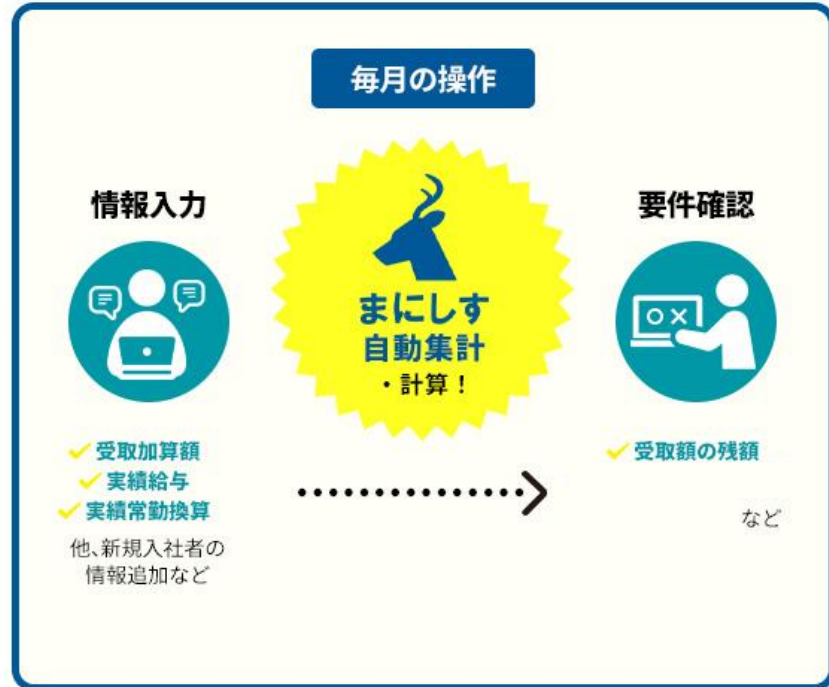 毎月の操作
情報入力
✓ 受取加算額
✓ 実績給与
✓ 実績常勤換算
他、新規入社者の
情報追加など
まにしす
自動集計
・計算！
要件確認
○×
✓ 受取額の残額
など